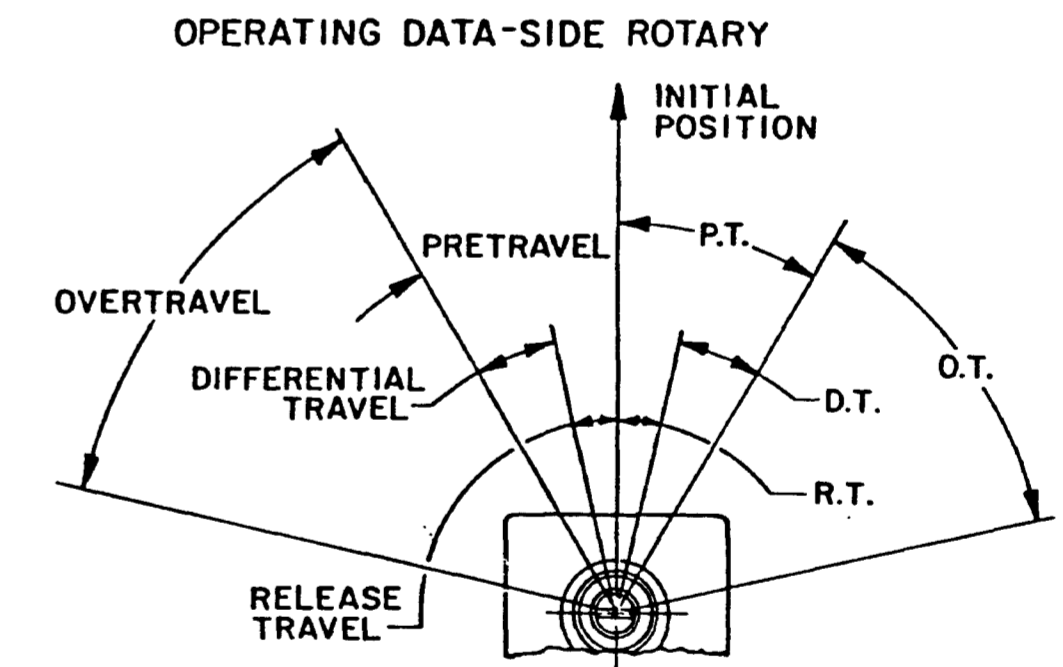 OPERATING DATA-SIDE ROTARY
INITIAL
POSITION
PRETRAVEL
P.T.
OVERTRAVEL
DIFFERENTIAL
TRAVEL
O.T.
D.T.
R.T.
RELEASE
TRAVEL